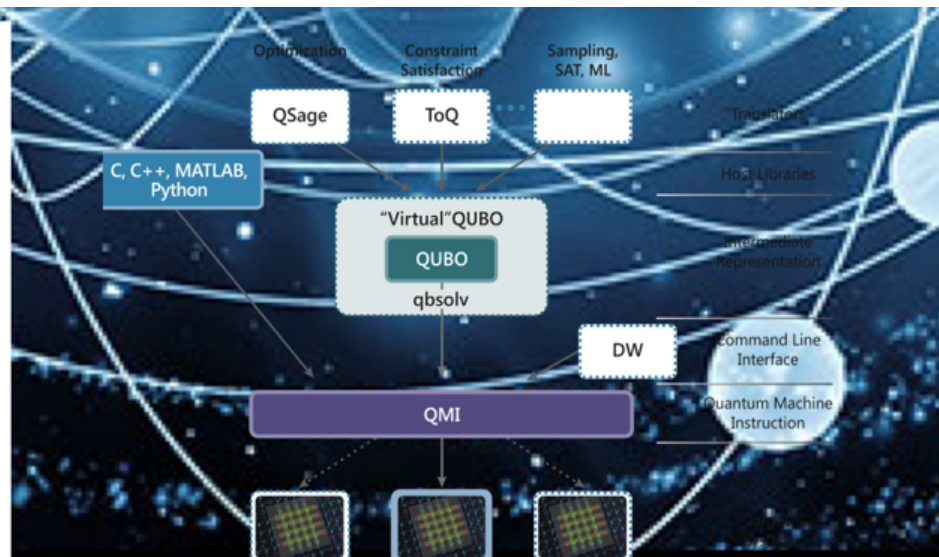 Optimization
Constraint
Satisfaction
Sampling,
SAT, ML
QSage
ToQ
"Translators"
C, C++, MATLAB,
Python
Host Libraries
“Virtual”QUBO
QUBO
qbsolv
Intermediate
Representation
DW
Command Line
Interface
QMI
Quantum Machine
Instruction